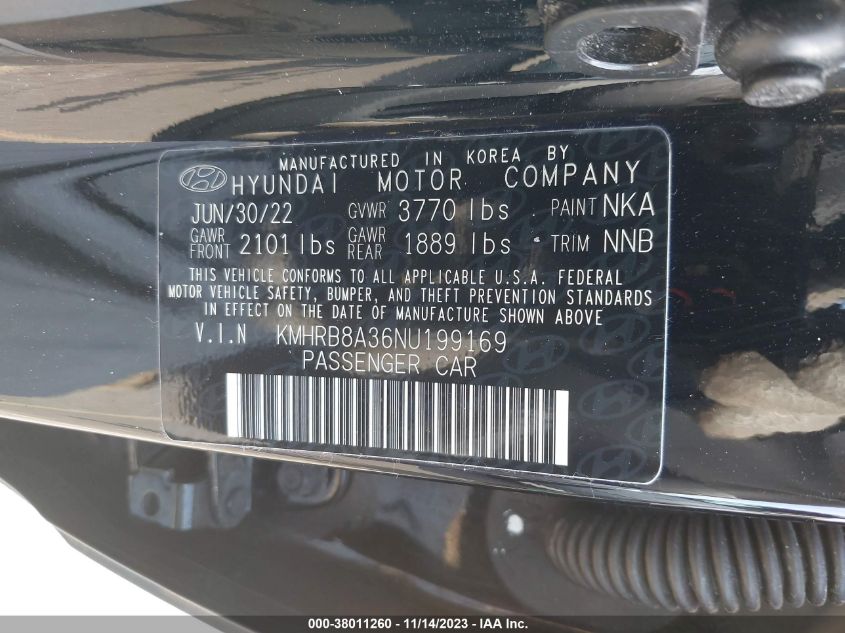 MANUFACTURED IN KOREA BY
HYUNDAI MOTOR COMPANY
JUN/30/22 GVWR 3770 lbs PAINT NKA
GAWR FRONT 2101 lbs GAWR REAR 1889 lbs TRIM NNB
THIS VEHICLE CONFORMS TO ALL APPLICABLE U.S.A. FEDERAL
MOTOR VEHICLE SAFETY, BUMPER, AND THEFT PREVENTION STANDARDS
IN EFFECT ON THE DATE OF MANUFACTURE SHOWN ABOVE
V.I.N KMHRB8A36NU199169
PASSENGER CAR
000-38011260 - 11/14/2023 - IAA Inc.